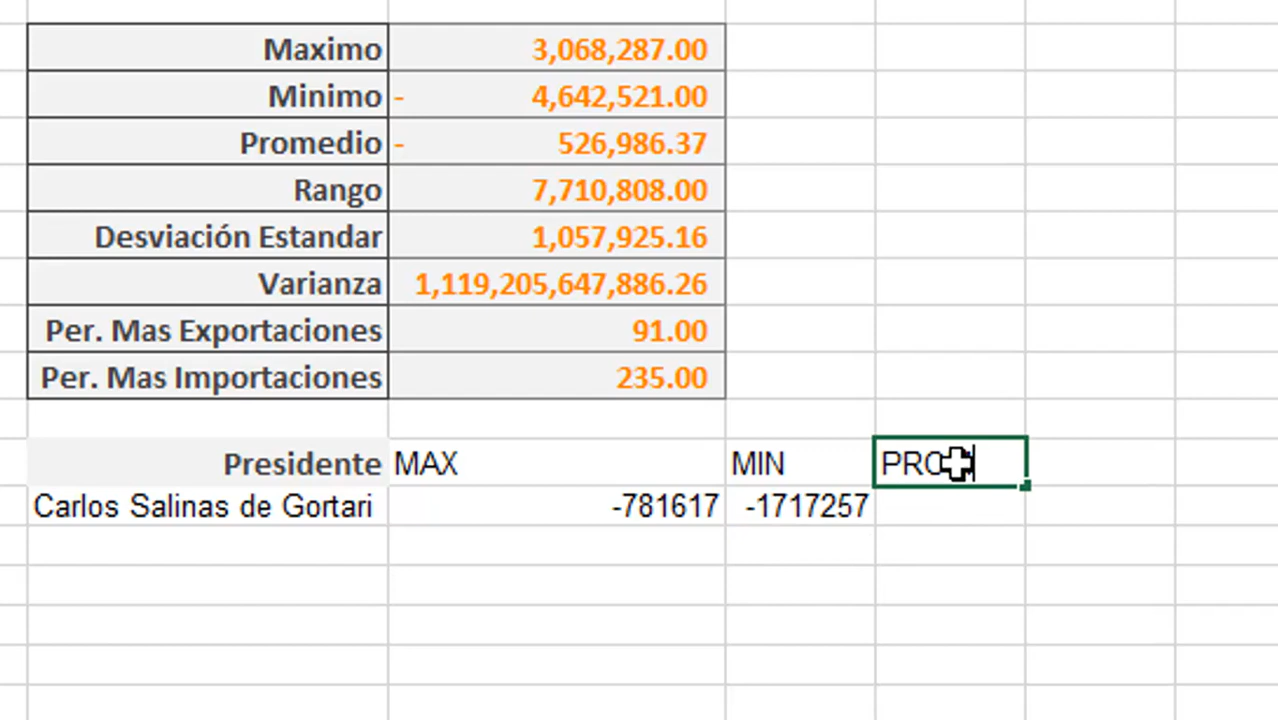 Maximo 3,068,287.00
Minimo - 4,642,521.00
Promedio - 526,986.37
Rango 7,710,808.00
Desviación Estandar 1,057,925.16
Varianza 1,119,205,647,886.26
Per. Mas Exportaciones 91.00
Per. Mas Importaciones 235.00
Presidente MAX MIN
Carlos Salinas de Gortari -781617 -1717257